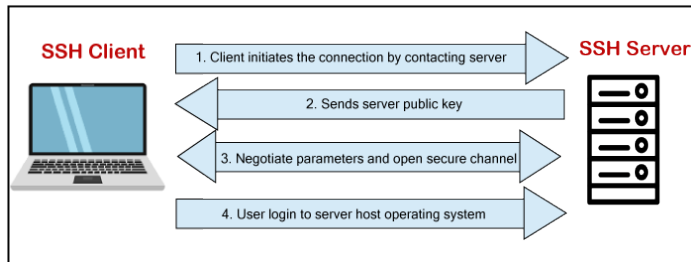 SSH Client
SSH Server
1. Client initiates the connection by contacting server
2. Sends server public key
3. Negotiate parameters and open secure channel
4. User login to server host operating system